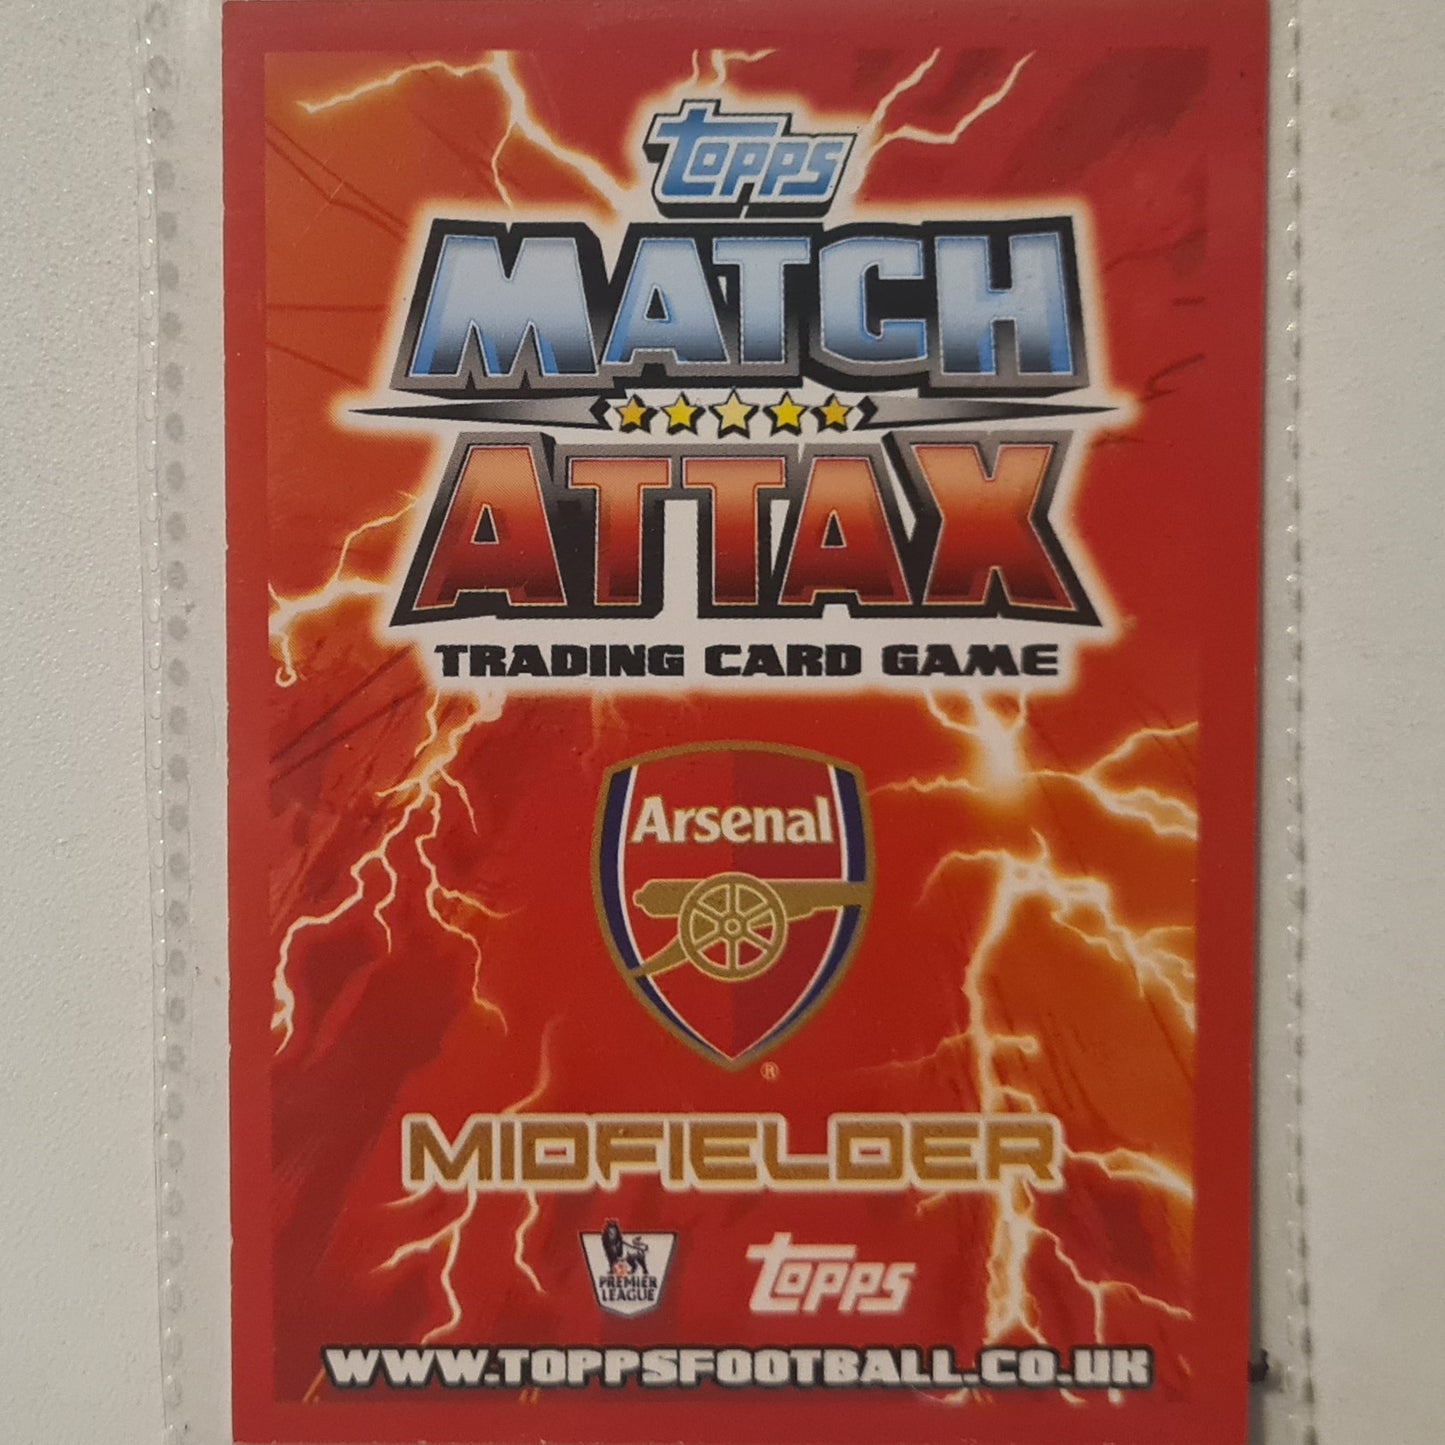 topps
MATCH
ATTAX
TRADING CARD GAME
Arsenal
®
MIDFIELDER
PREMIER
LEAGUE
topps
WWW.TOPPSFOOTBALL.CO.UK